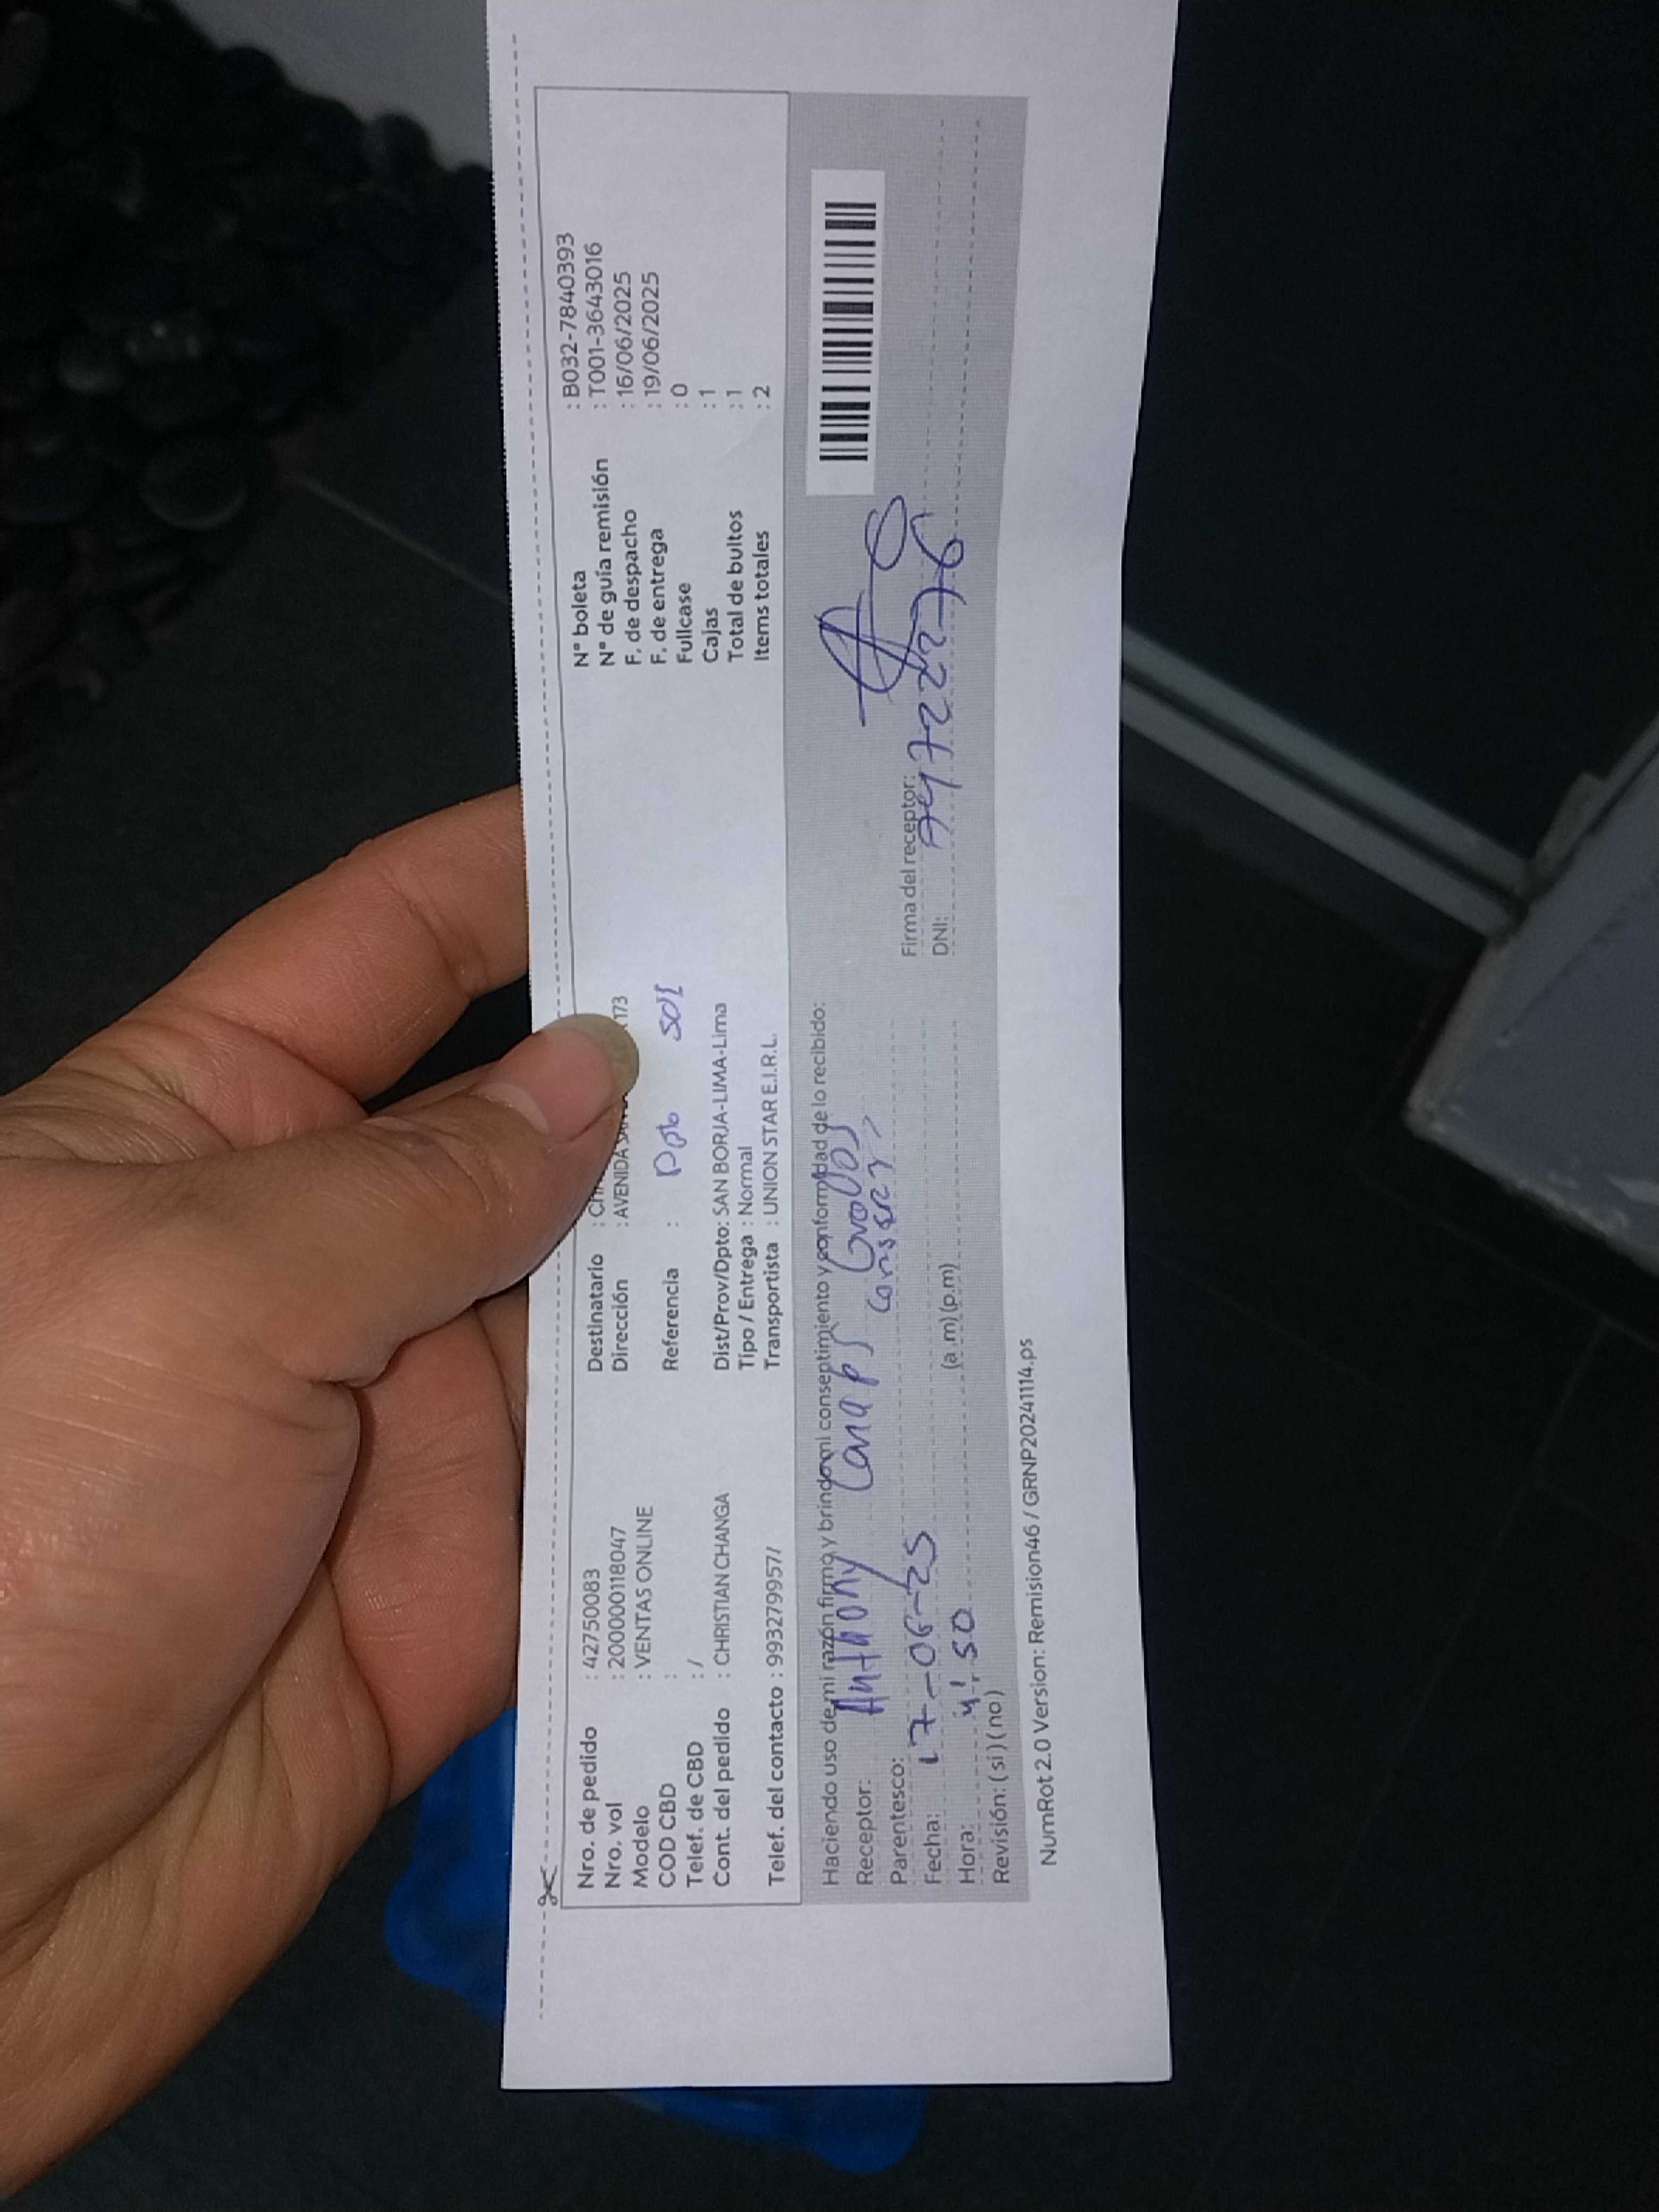 Nro. de pedido : 42750083
Nro. vol : 200000118047
Modelo : VENTAS ONLINE
COD CBD :
Telef. de CBD : /
Cont. del pedido : CHRISTIAN CHANGA
Telef. del contacto : 993279957/
Destinatario :
Dirección : AVENIDA 173
Referencia :
Dist/Prov/Dpto: SAN BORJA-LIMA-Lima
Tipo / Entrega : Normal
Transportista : UNION STAR E.I.R.L.
N° boleta : B032-7840393
N° de guía remisión : T001-3643016
F. de despacho : 16/06/2025
F. de entrega : 19/06/2025
Fullcase : 0
Cajas : 1
Total de bultos : 1
Items totales : 2
Haciendo uso de mi razón firmo y brindo mi conseptimiento y conformidad de lo recibido:
Receptor: Anthony
Parentesco:
Fecha: 17-06-25
Hora: 4:50 (a.m)(p.m)
Revisión: (si) (no)
Firma del receptor:
DNI:
NumRot 2.0 Version: Remision46 / GRNP20241114.ps